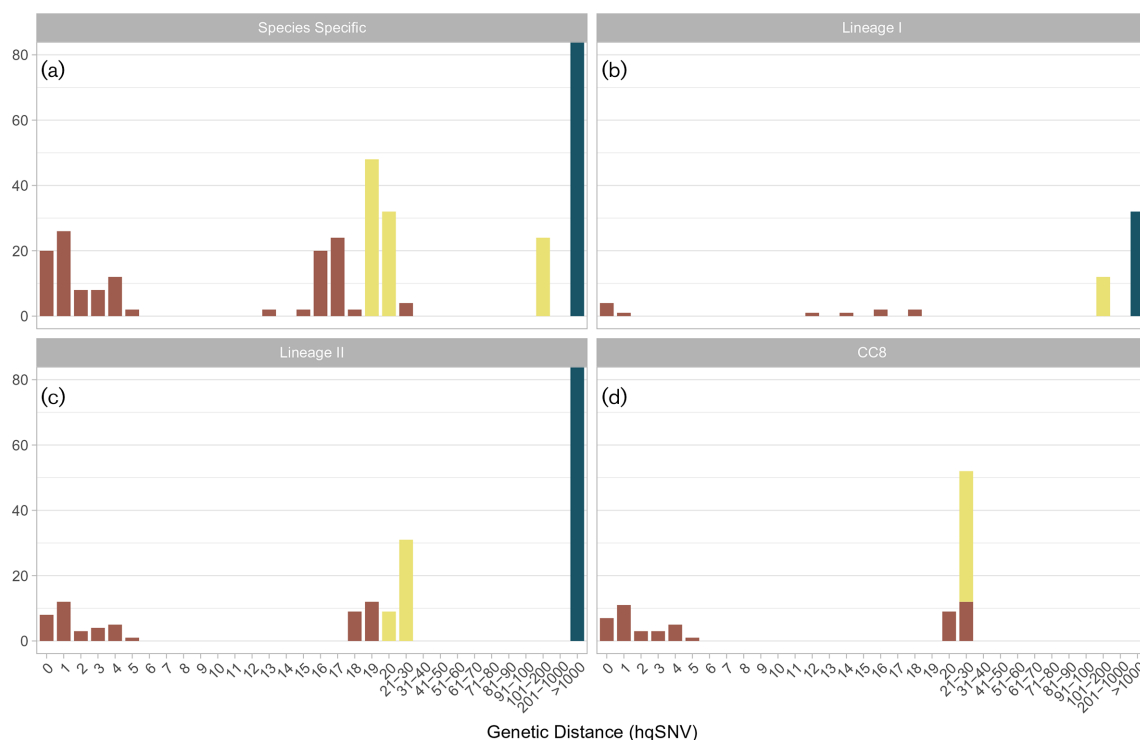 Species Specific
Lineage I
80
60
40
20
0
(a)
(b)
Lineage II
CC8
80
60
40
20
0
(c)
(d)
0 1 2 3 4 5 6 7 8 9 10 11 12 13 14 15 16 17 18 19 20 21–30 31–40 41–50 51–60 61–70 71–80 81–90 91–100 101–200 201–1000 >1000
0 1 2 3 4 5 6 7 8 9 10 11 12 13 14 15 16 17 18 19 20 21–30 31–40 41–50 51–60 61–70 71–80 81–90 91–100 101–200 201–1000 >1000
Genetic Distance (hqSNV)